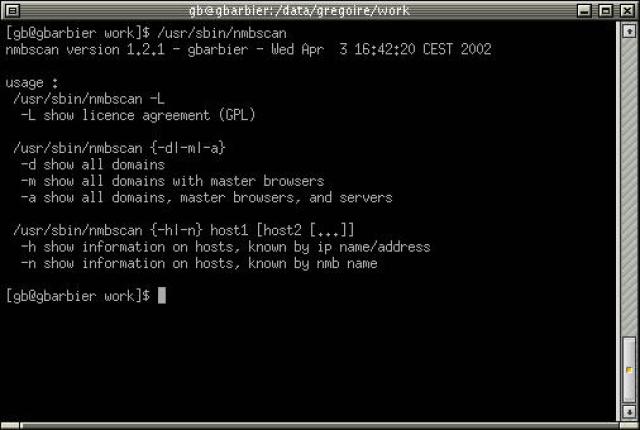 gb@gbarbier:/data/gregoire/work
[gb@gbarbier work]$ /usr/sbin/nmbscan
nmbscan version 1.2.1 - gbarbier - Wed Apr  3 16:42:20 CEST 2002
usage :
/usr/sbin/nmbscan -L
-L show licence agreement (GPL)
/usr/sbin/nmbscan {-d|-m|-a}
-d show all domains
-m show all domains with master browsers
-a show all domains, master browsers, and servers
/usr/sbin/nmbscan {-h|-n} host1 [host2 [...]]
-h show information on hosts, known by ip name/address
-n show information on hosts, known by nmb name
[gb@gbarbier work]$